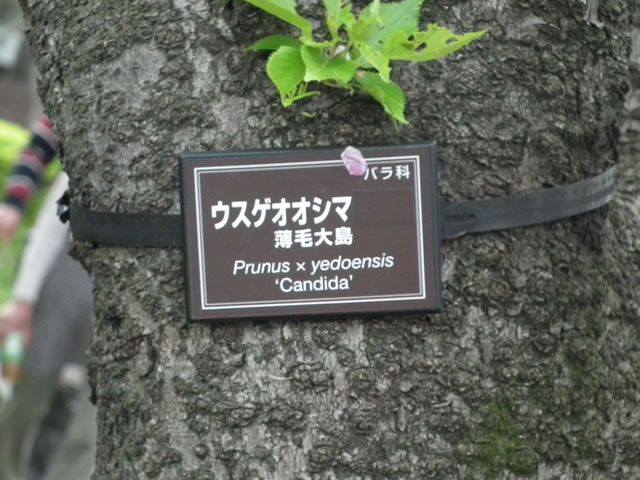 バラ科
ウスゲオオシマ
薄毛大島
Prunus × yedoensis
‘Candida’